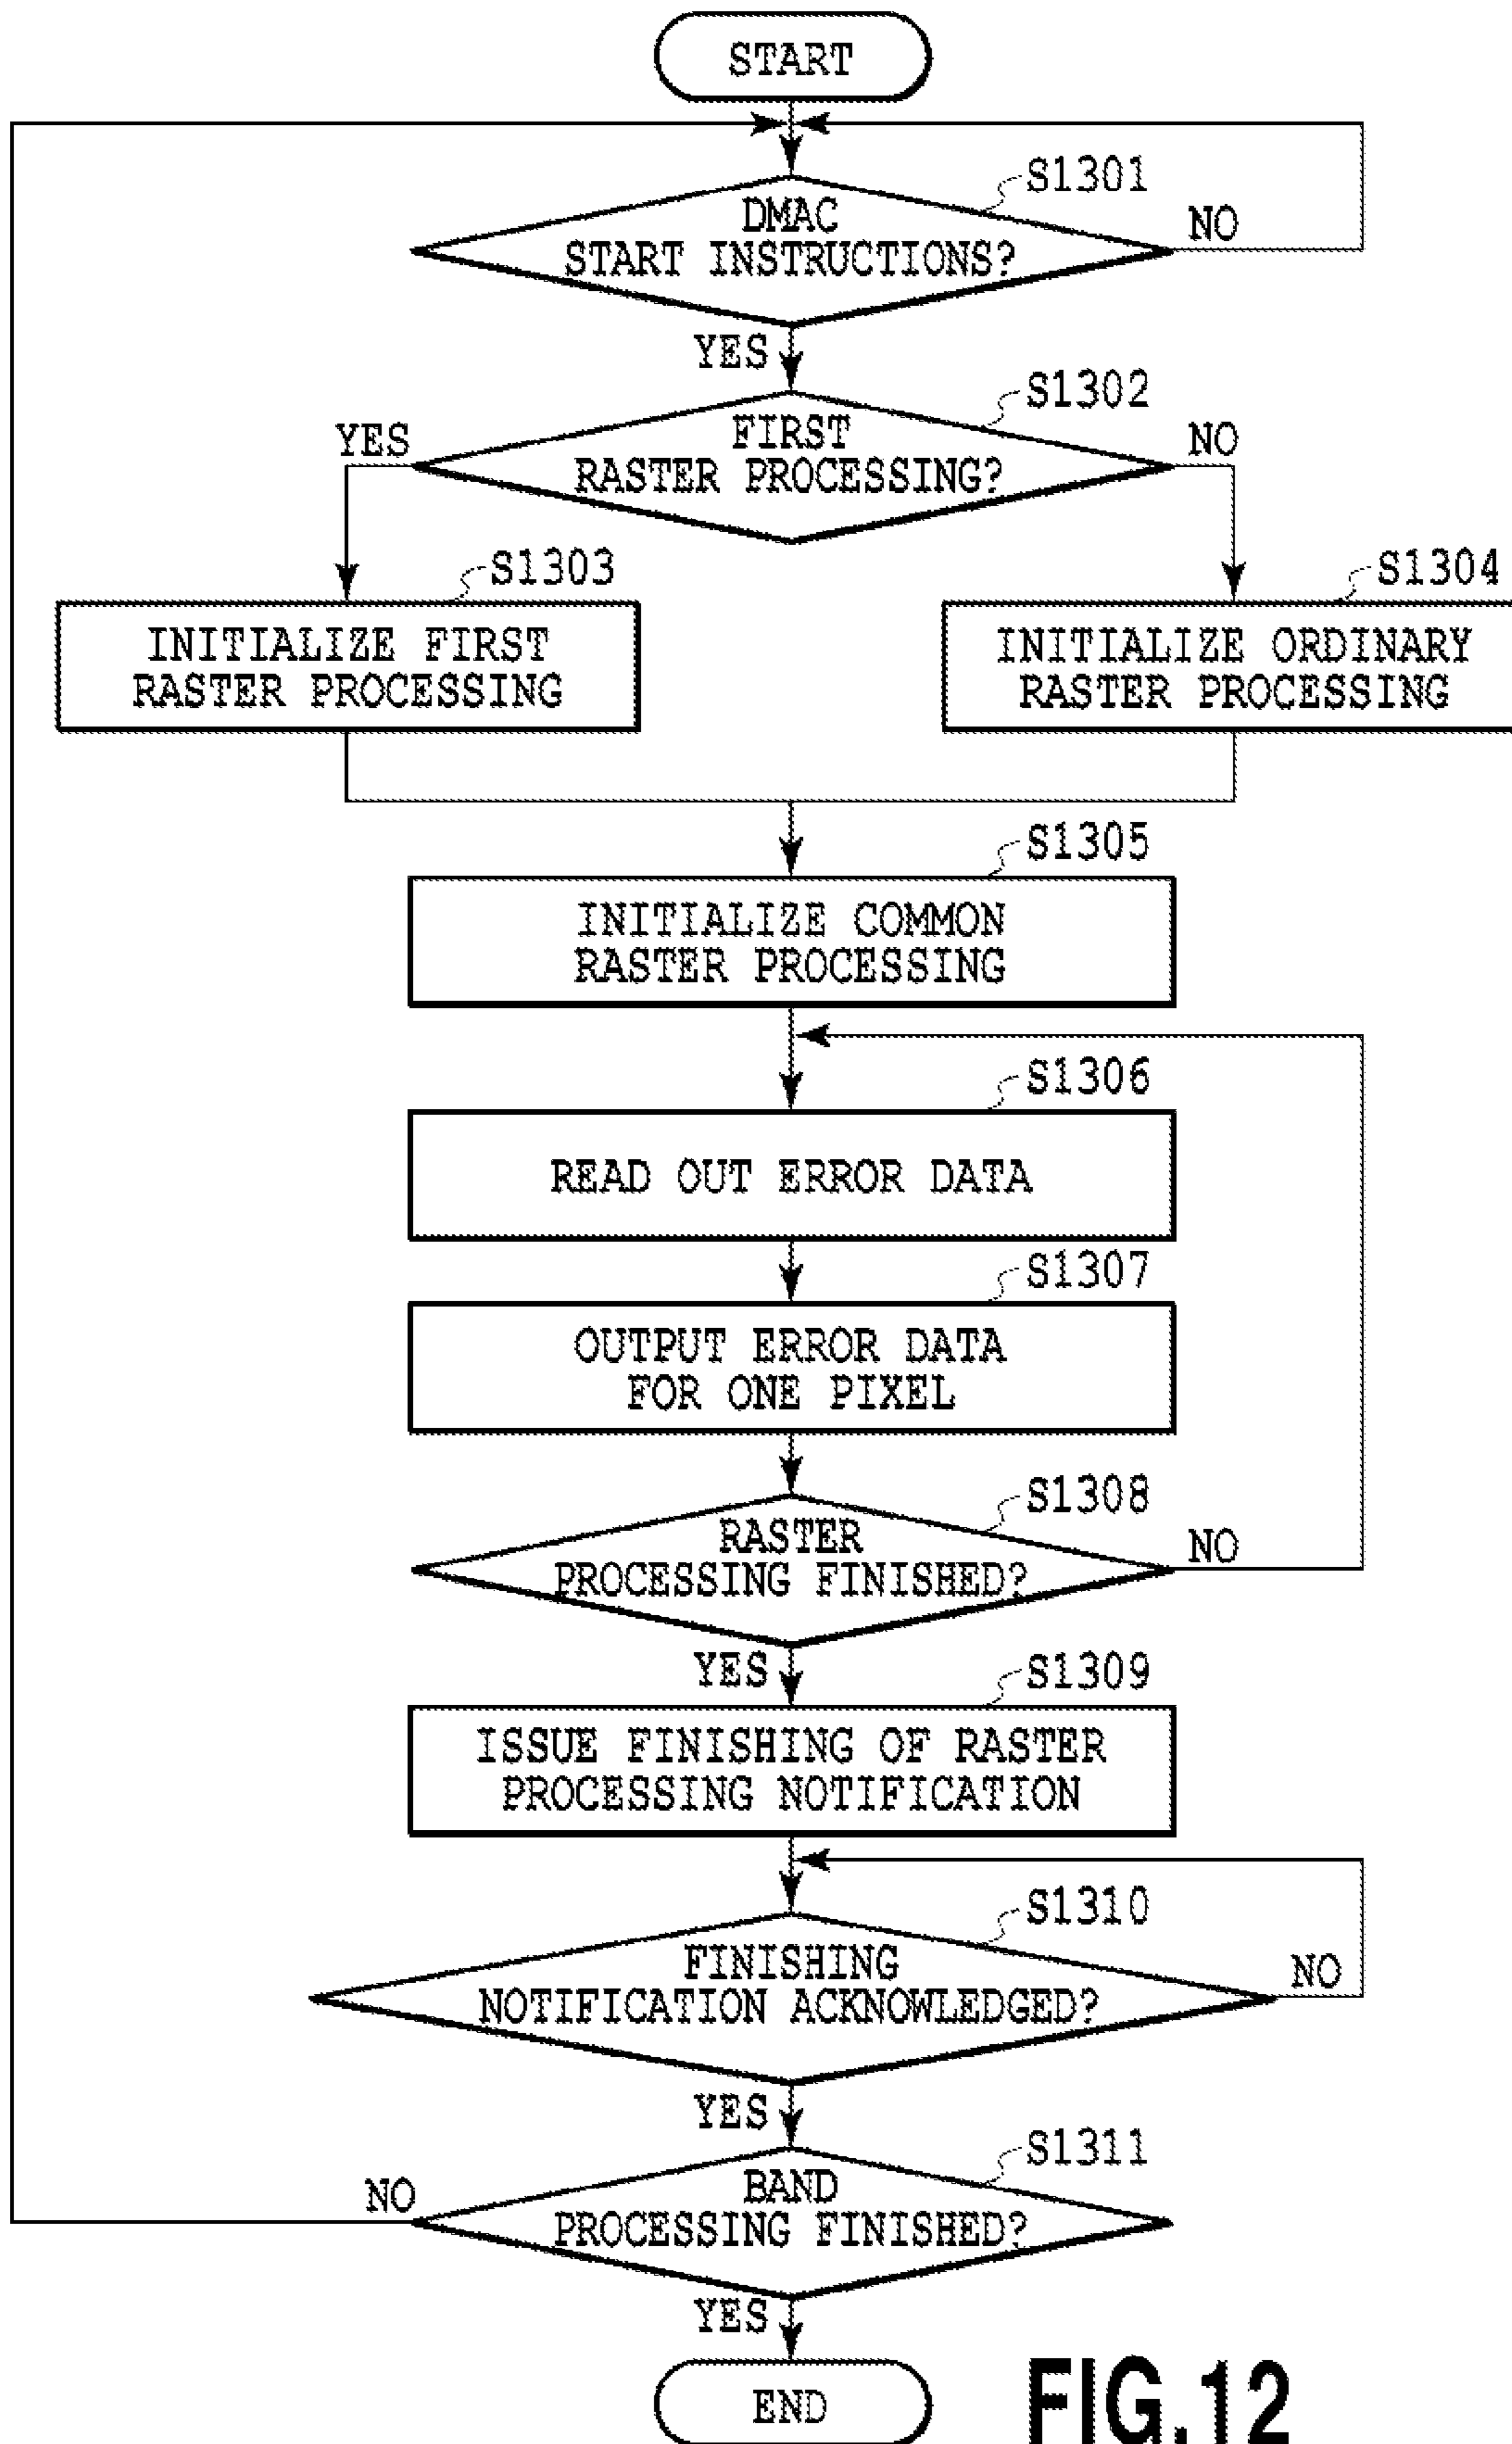 START
S1301
DMAC
START INSTRUCTIONS?
NO
YES
S1302
FIRST
RASTER PROCESSING?
YES
NO
S1303
INITIALIZE FIRST
RASTER PROCESSING
S1304
INITIALIZE ORDINARY
RASTER PROCESSING
S1305
INITIALIZE COMMON
RASTER PROCESSING
S1306
READ OUT ERROR DATA
S1307
OUTPUT ERROR DATA
FOR ONE PIXEL
S1308
RASTER
PROCESSING FINISHED?
NO
YES
S1309
ISSUE FINISHING OF RASTER
PROCESSING NOTIFICATION
S1310
FINISHING
NOTIFICATION ACKNOWLEDGED?
NO
YES
S1311
BAND
PROCESSING FINISHED?
NO
YES
END
FIG.12